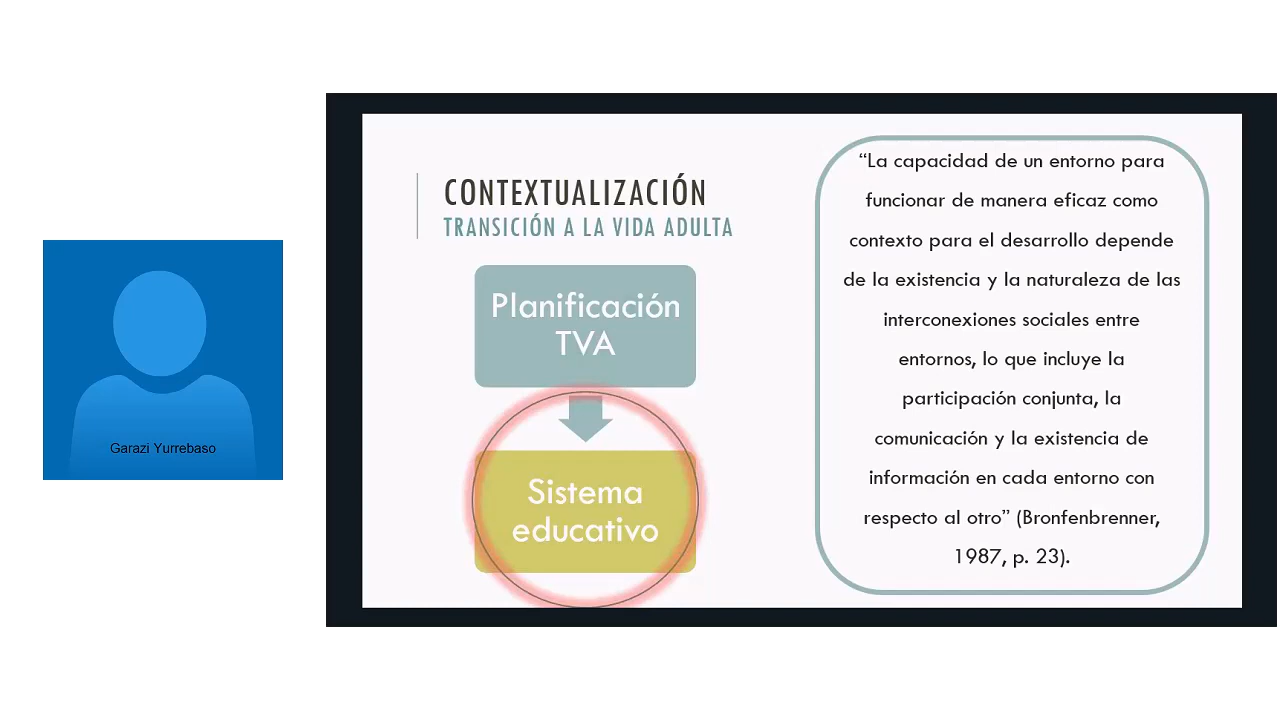 Garazi Yurrebaso
CONTEXTUALIZACIÓN
TRANSICIÓN A LA VIDA ADULTA
Planificación
TVA
Sistema
educativo
“La capacidad de un entorno para
funcionar de manera eficaz como
contexto para el desarrollo depende
de la existencia y la naturaleza de las
interconexiones sociales entre
entornos, lo que incluye la
participación conjunta, la
comunicación y la existencia de
información en cada entorno con
respecto al otro” (Bronfenbrenner,
1987, p. 23).